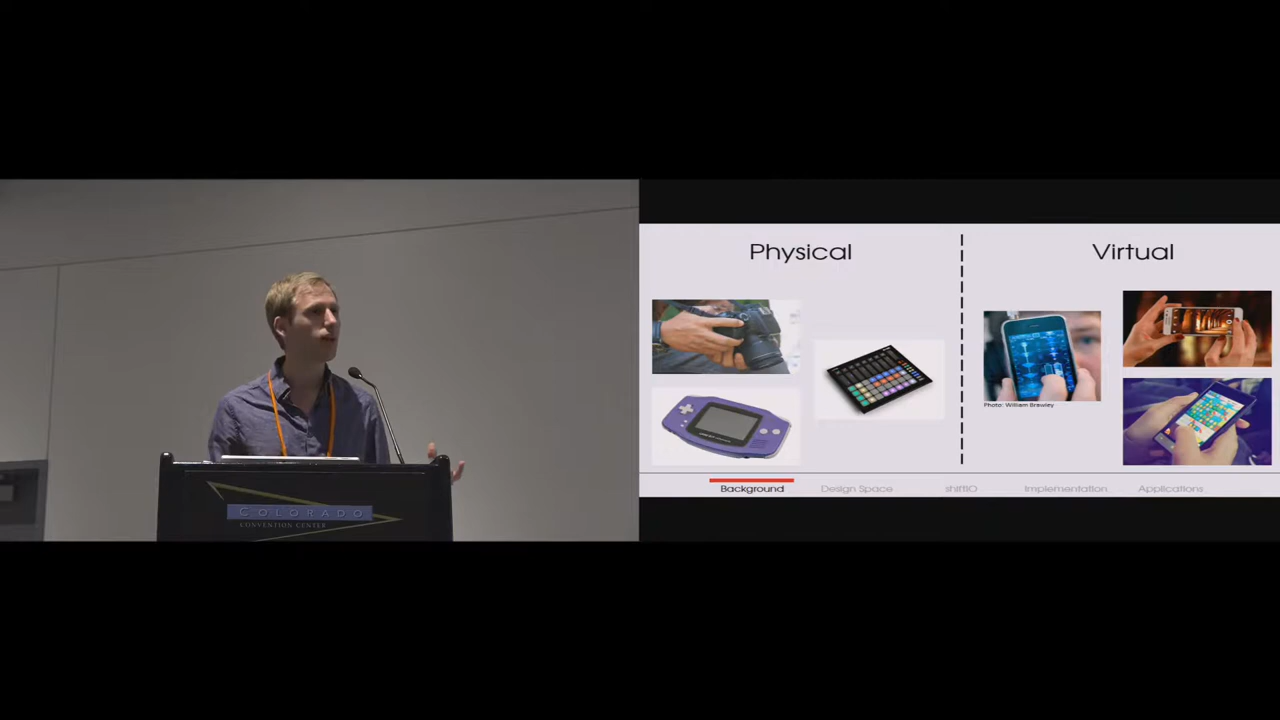 COLORADO
CONVENTION CENTER
Physical
Virtual
Photo: William Brawley
Background
Design Space
shiftIO
Implementation
Applications